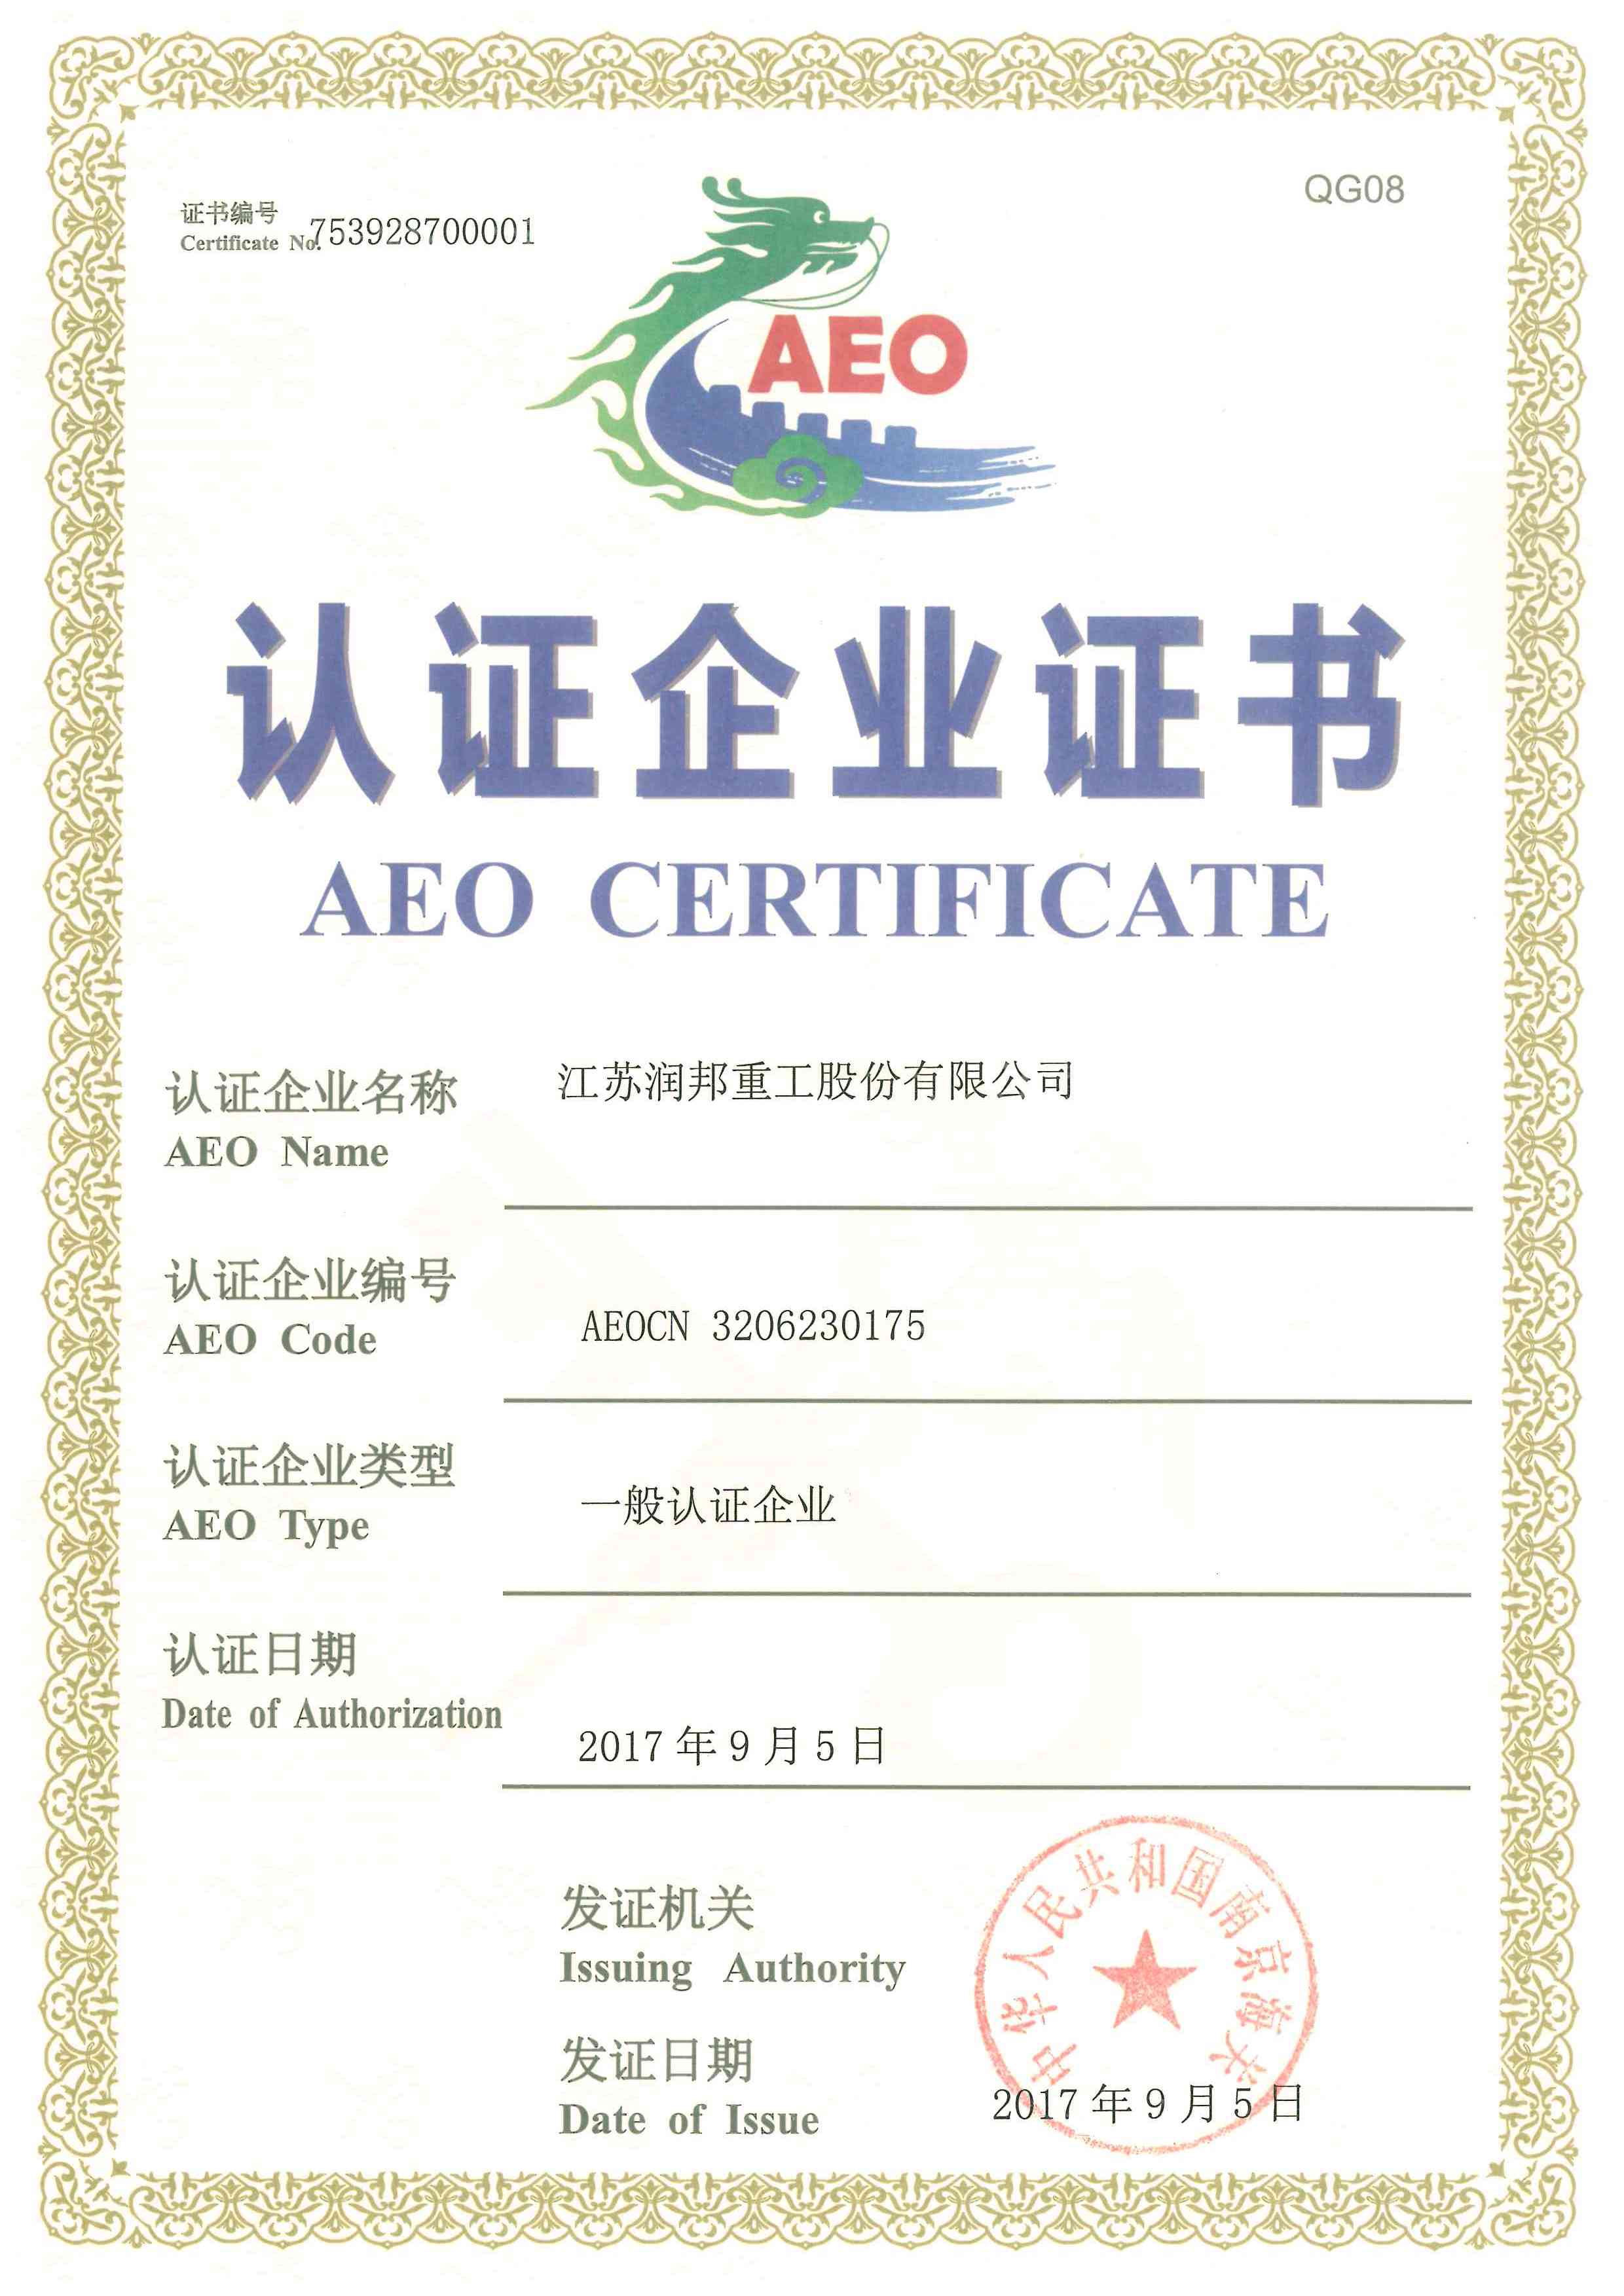 QG08
证书编号
Certificate No. 753928700001
AEO
认证企业证书
AEO CERTIFICATE
认证企业名称
AEO Name
江苏润邦重工股份有限公司
认证企业编号
AEO Code
AEOCN 3206230175
认证企业类型
AEO Type
一般认证企业
认证日期
Date of Authorization
2017年9月5日
发证机关
Issuing Authority
中华人民共和国南京海关
发证日期
Date of Issue
2017年9月5日